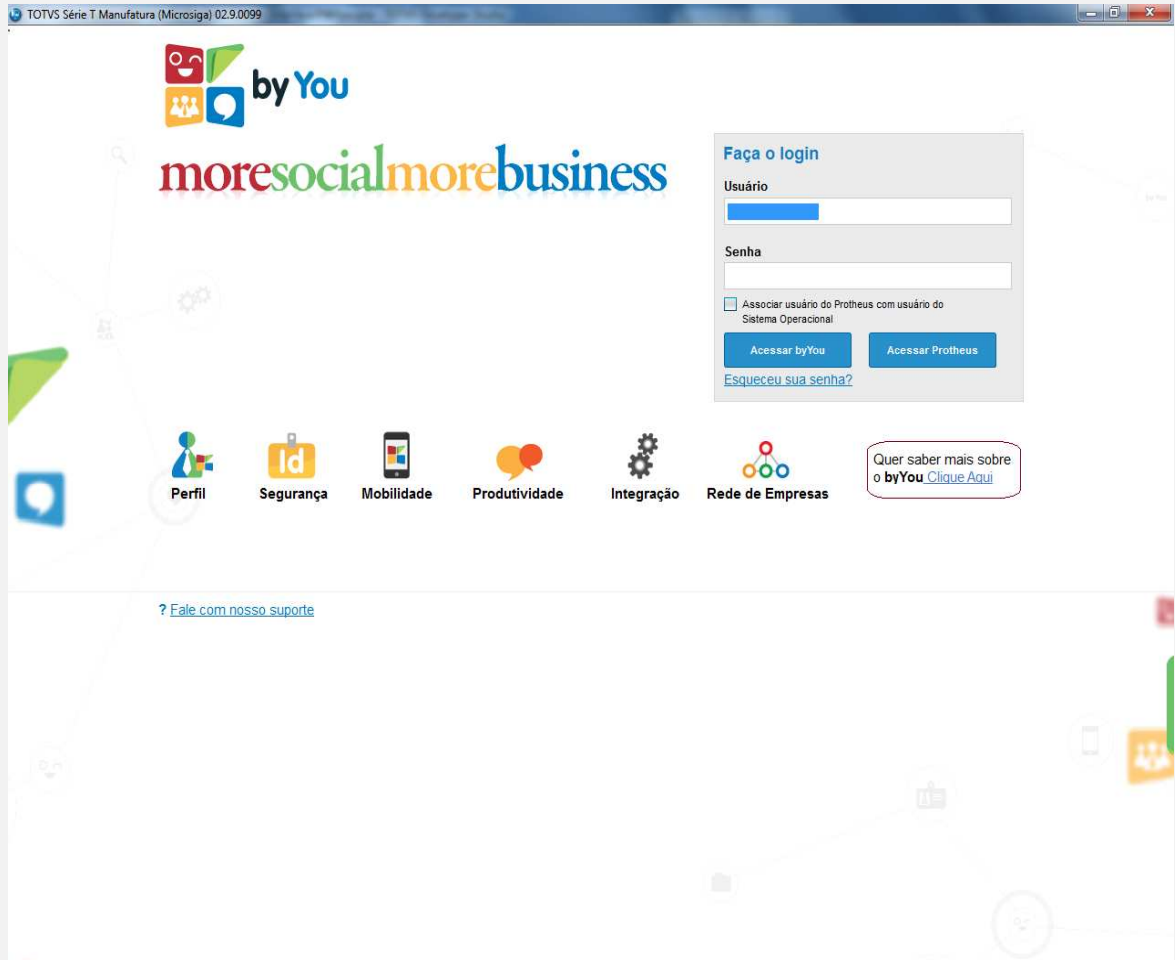 TOTVS Série T Manufatura (Microsiga) 02.9.0099
by You
moresocialmorebusiness
Faça o login
Usuário
Senha
Associar usuário do Protheus com usuário do
Sistema Operacional
Acessar byYou
Acessar Protheus
Esqueceu sua senha?
Id
Perfil
Segurança
Mobilidade
Produtividade
Integração
Rede de Empresas
Quer saber mais sobre
o byYou Clique Aqui
? Fale com nosso suporte